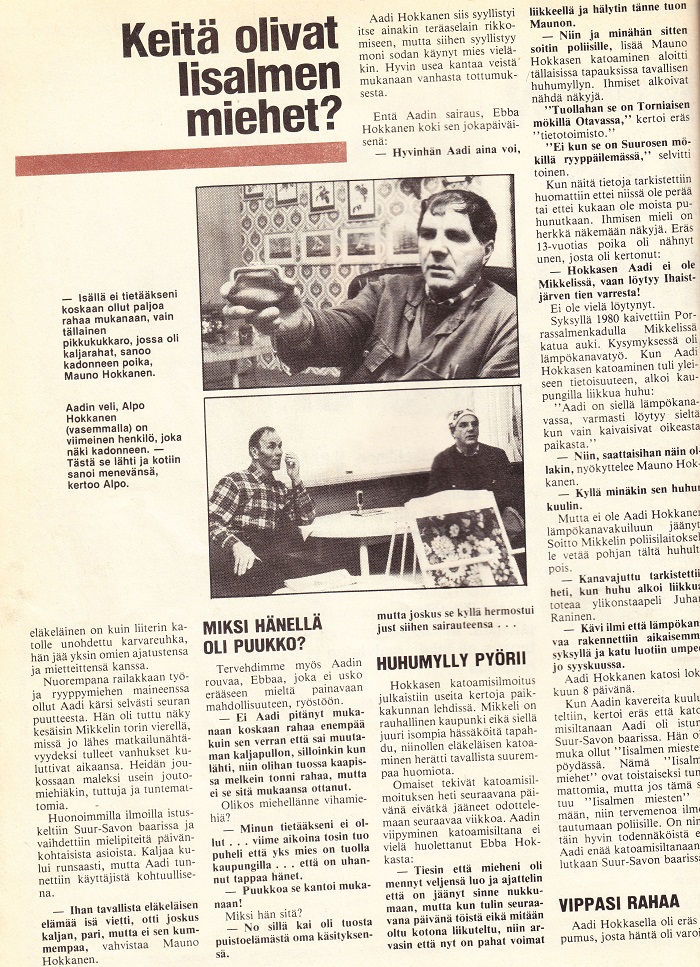 Keitä olivat
Iisalmen
miehet?
— Isällä ei tietääkseni
koskaan ollut paljoa
rahaa mukanaan, vain
tällainen
pikkukukkaro, jossa oli
kaljarahat, sanoo
kadonneen poika,
Mauno Hokkanen.
Aadin veli, Alpo
Hokkanen
(vasemmalla) on
viimeinen henkilö, joka
näki kadonneen. —
Tästä se lähti ja kotiin
sanoi menevänsä,
kertoo Alpo.
eläkeläinen on kuin liiterin ka-
tolle unohdettu karvareuhka,
hän jää yksin omien ajatustensa
ja mietteittensä kanssa.
Nuorempana railakkaan työ-
ja ryyppymiehen maineenssa
ollut Aadi kärsi selvästi seuran
puutteesta. Hän oli tuttu näky
kesäisin Mikkelin torin vierellä,
missä jo lähes matkailunähtä-
vyydeksi tulleet vanhukset ku-
luttivat aikaansa. Heidän jou-
kossaan maleksi usein jouto-
miehiäkin, tuttuja ja tuntemat-
tomia.
Huonoimmilla ilmoilla istus-
keltiin Suur-Savon baarissa ja
vaihdettiin mielipiteitä päivän-
kohtaisista asioista. Kaljaa ku-
lui runsaasti, mutta Aadi tun-
nettiin käyttäjistä kohtuullise-
na.
— Ihan tavallista eläkeläisen
elämää isä vietti, otti joskus
kaljan, pari, mutta ei sen kum-
mempaa, vahvistaa Mauno
Hokkanen.
MIKSI HÄNELLÄ
OLI PUUKKO?
Tervehdimme myös Aadin
rouvaa, Ebbaa, joka ei usko
erääseen mieltä painavaan
mahdollisuuteen, ryöstöön.
— Ei Aadi pitänyt muka-
naan koskaan rahaa enempää
kuin sen verran että sai muuta-
man kaljapullon, silloinkin kun
lähti, niin olihan tuossa kaapis-
sa melkein tonni rahaa, mutta
ei se sitä mukaansa ottanut.
Olikos miehellänne vihamie-
hiä?
— Minun tietääkseni ei ol-
lut . . . viime aikoina tosin tuo
puheli että yks mies on tuolla
kaupungilla . . . että on uhan-
nut tappaa hänet.
— Puukkoa se kantoi muka-
naan!
Miksi hän sitä?
— No sillä kai oli tuosta
puistoelämästä oma käsityksen-
sä.
Aadi Hokkanen siis syyllistyi
itse ainakin teräaselain rikko-
miseen, mutta siihen syyllistyy
moni sodan käynyt mies vielä-
kin. Hyvin usea kantaa veistä
mukanaan vanhasta tottumuk-
sesta.
Entä Aadin sairaus, Ebba
Hokkanen koki sen jokapäiväi-
senä:
— Hyvinhän Aadi aina voi,
mutta joskus se kyllä hermostui
just siihen sairauteensa . . .
HUHUMYLLY PYÖRII
Hokkasen katoamisilmoitus
julkaistiin useita kertoja paik-
kakunnan lehdissä. Mikkeli on
rauhallinen kaupunki eikä siellä
juuri isompia hässäköitä tapah-
du, niinollen eläkeläisen katoa-
minen herätti tavallista suurem-
paa huomiota.
Omaiset tekivät katoamisil-
moituksen heti seuraavana päi-
vänä eivätkä jääneet odottele-
maan seuraavaa viikkoa. Aadin
viipyminen katoamisiltana ei
vielä huolettanut Ebba Hok-
kasta:
— Tiesin että mieheni oli
mennyt veljensä luo ja ajattelin
että on jäänyt sinne nukku-
maan, mutta kun tulin seuraa-
vana päivänä töistä eikä mitään
oltu kotona liikuteltu, niin ar-
vasin että nyt on pahat voimat
liikkeellä ja hälytin tänne tuon
Maunon.
— Niin ja minähän sitten
soitin poliisille, lisää Mauno
Hokkasen katoaminen aloitti
tällaisissa tapauksissa tavallisen
huhumyllyn. Ihmiset alkoivat
nähdä näkyjä.
"Tuollahan se on Torniaisen
mökillä Otavassa," kertoi eräs
"tietotoimisto."
"Ei kun se on Suurosen mö-
killä ryyppäilemässä," selvitti
toinen.
Kun näitä tietoja tarkistettiin
huomattiin ettei niissä ole perää
tai ettei kukaan ole moista pu-
hunutkaan. Ihmisen mieli on
herkkä näkemään näkyjä. Eräs
13-vuotias poika oli nähnyt
unen, josta oli kertonut:
— Hokkasen Aadi ei ole
Mikkelissä, vaan löytyy Ihaist-
järven tien varresta!
Ei ole vielä löytynyt.
Syksyllä 1980 kaivettiin Por-
rassalmenkadulla Mikkelissä
katua auki. Kysymyksessä oli
lämpökanavatyö. Kun Aadi
Hokkasen katoaminen tuli ylei-
seen tietoisuuteen, alkoi kau-
pungilla liikkua huhu:
"Aadi on siellä lämpökana-
vassa, varmasti löytyy sieltä
kun vain kaivaisivat oikeasta
paikasta."
— Niin, saattaisihan näin ol-
lakin, nyökyttelee Mauno Hok-
kanen.
— Kyllä minäkin sen huhun
kuulin.
Mutta ei ole Aadi Hokkanen
lämpökanavakuiluun jäänyt
Soitto Mikkelin poliisilaitoksel-
le vetää pohjan tältä huhulta
pois.
— Kanavajuttu tarkistettiin
heti, kun huhu alkoi liikkua
toteaa ylikonstaapeli Juhani
Raninen.
— Kävi ilmi että lämpökana-
vaa rakennettiin aikaisemmin
syksyllä ja katu luotiin umpeen
jo syyskuussa.
Aadi Hokkanen katosi loka-
kuun 8 päivänä.
Kun Aadin kavereita kuulus-
teltiin, kertoi eräs että kato-
misiltanaan Aadi oli istunut
Suur-Savon baarissa. Hän oli
muka ollut "Iisalmen miesten
pöydässä. Nämä "Iisalmen
miehet" ovat toistaiseksi tunte-
mattomia, mutta jos tämä sat-
tuu "Iisalmen miesten"
mään, niin tervemenoa ilmoit-
tautumaan poliisille. On niin
täin hyvin todennäköistä et
Aadi enää katoamisiltanaan
lutkaan Suur-Savon baarissa
VIPPASI RAHAA
Aadi Hokkasella oli eräs
pumus, josta häntä oli varoi